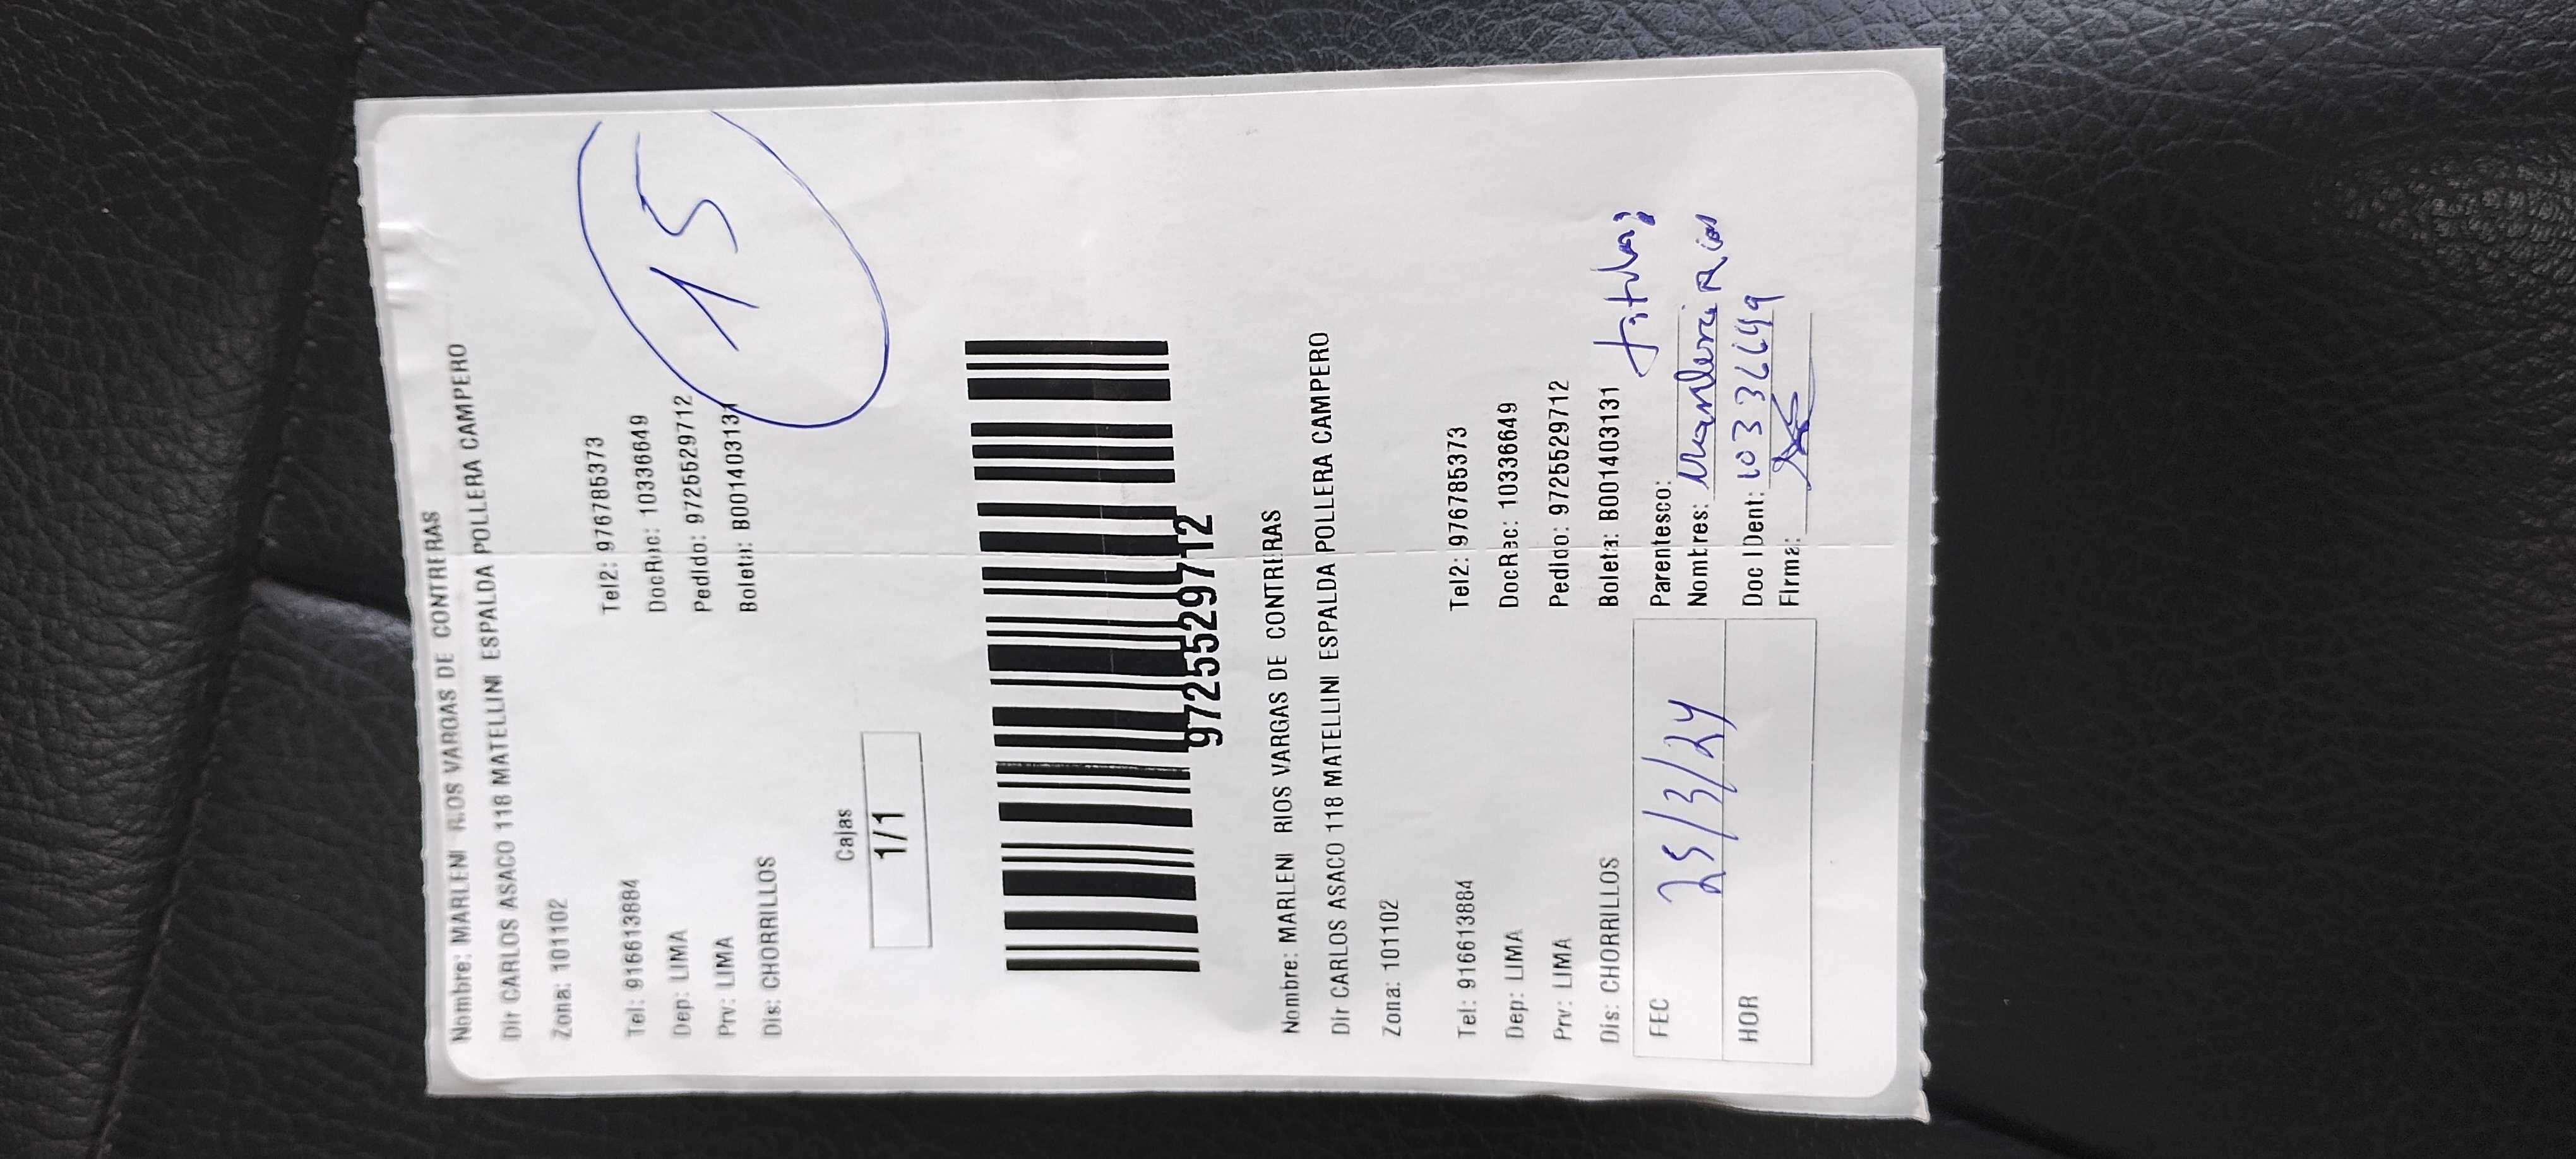 Nombre: MARLENI RIOS VARGAS DE CONTRERAS
Dir CARLOS ASACO 118 MATELLINI ESPALDA POLLERA CAMPERO
Zona: 101102
Tel: 916613884 Tel2: 976785373
Dep: LIMA DocRec: 10336649
Prv: LIMA Pedido: 9725529712
Dis: CHORRILLOS Boleta: B001403131
15
Cajas
1/1
9725529712
Nombre: MARLENI RIOS VARGAS DE CONTRERAS
Dir CARLOS ASACO 118 MATELLINI ESPALDA POLLERA CAMPERO
Zona: 101102
Tel: 916613884 Tel2: 976785373
Dep: LIMA DocRec: 10336649
Prv: LIMA Pedido: 9725529712
Dis: CHORRILLOS Boleta: B001403131
FEC 25/3/24
HOR
Parentesco: titular
Nombres: Marleni Rios
Doc IDent: 10336649
Firma: